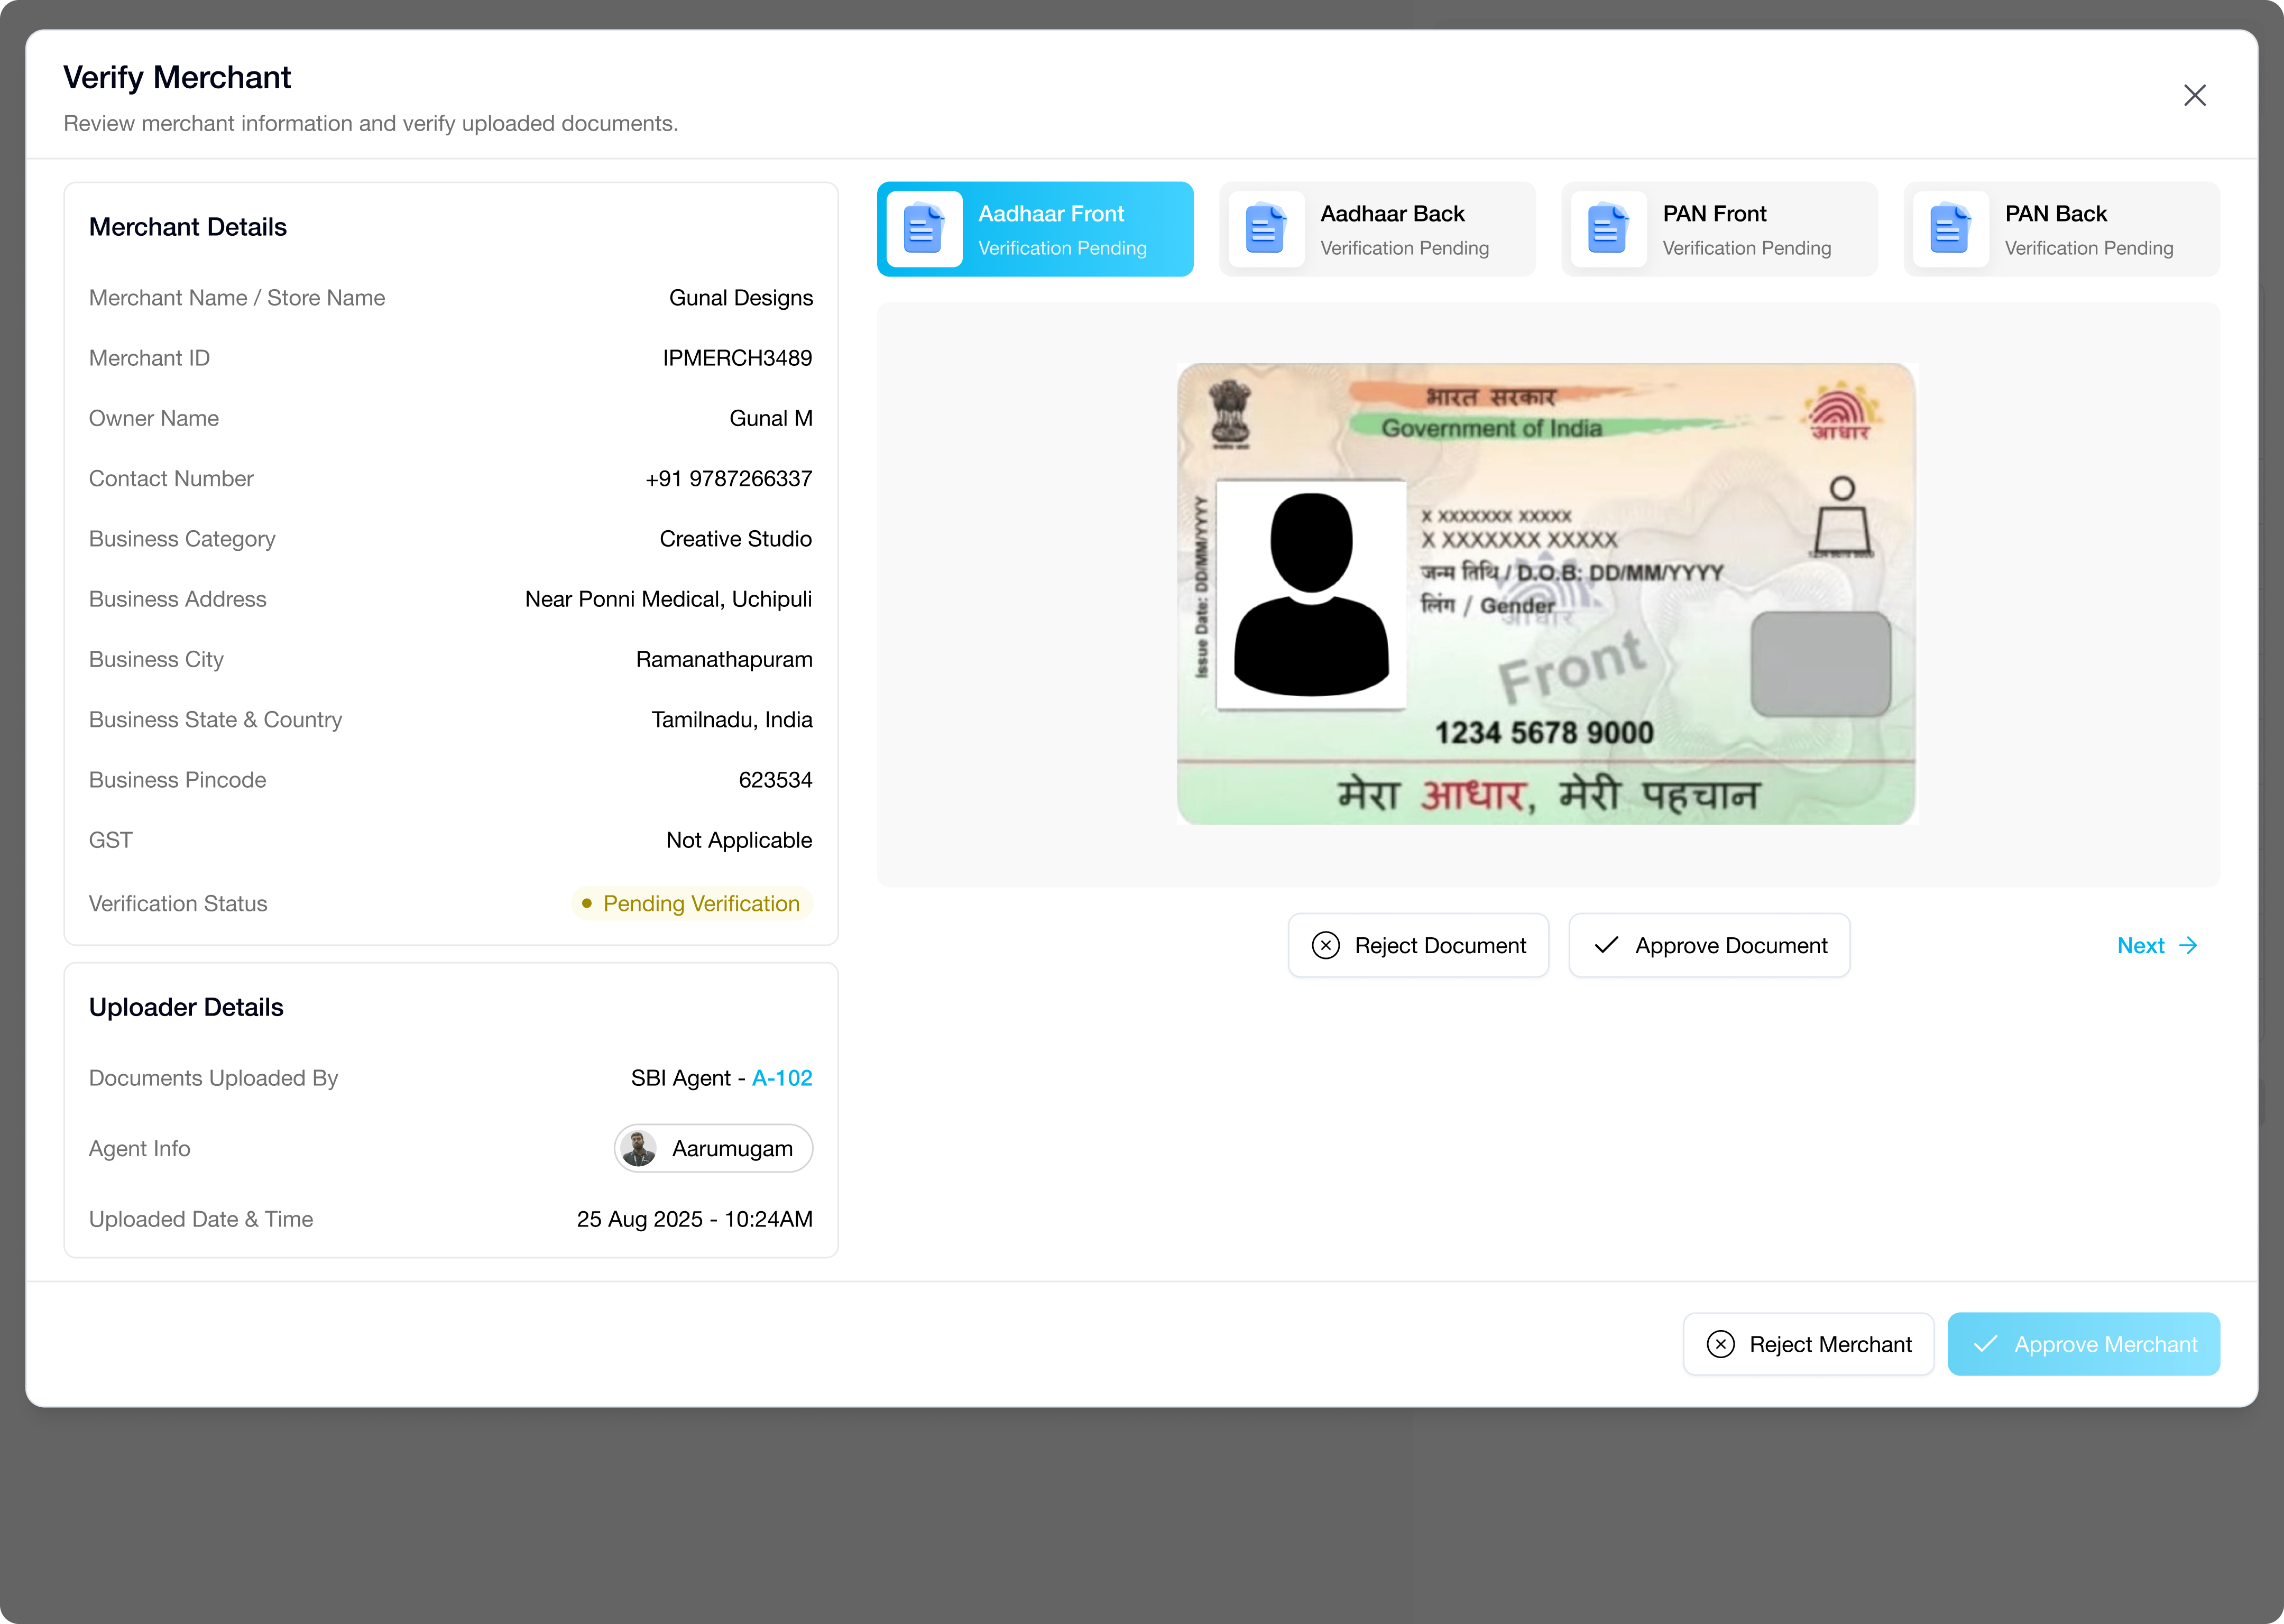 Verify Merchant
Review merchant information and verify uploaded documents.
Merchant Details
Merchant Name / Store Name Gunal Designs
Merchant ID IPMERCH3489
Owner Name Gunal M
Contact Number +91 9787266337
Business Category Creative Studio
Business Address Near Ponni Medical, Uchipuli
Business City Ramanathapuram
Business State & Country Tamilnadu, India
Business Pincode 623534
GST Not Applicable
Verification Status Pending Verification
Uploader Details
Documents Uploaded By SBI Agent - A-102
Agent Info Aarumugam
Uploaded Date & Time 25 Aug 2025 - 10:24AM
Aadhaar Front
Verification Pending
Aadhaar Back
Verification Pending
PAN Front
Verification Pending
PAN Back
Verification Pending
भारत सरकार
Government of India
आधार
Issue Date: DD/MM/YYYY
X XXXXXXX XXXXX
X XXXXXXX XXXXX
जन्म तिथि / D.O.B: DD/MM/YYYY
लिंग / Gender
आधार
Front
1234 5678 9000
मेरा आधार, मेरी पहचान
Reject Document
Approve Document
Next
Reject Merchant
Approve Merchant